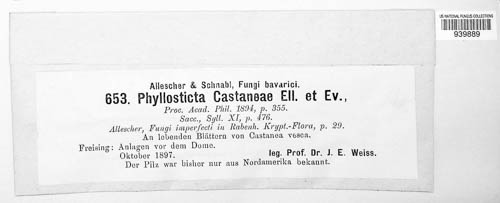 US NATIONAL FUNGUS COLLECTIONS
939889
Allescher & Schnabl, Fungi bavarici.
653. Phyllosticta Castaneae Ell. et Ev.,
Proc. Acad. Phil. 1894, p. 355.
Sacc., Syll. XI, p. 476.
Allescher, Fungi imperfecti in Rabenh. Krypt.-Flora, p. 29.
An lebenden Blättern von Castanea vesca.
Freising: Anlagen vor dem Dome.
Oktober 1897. leg. Prof. Dr. J. E. Weiss.
Der Pilz war bisher nur aus Nordamerika bekannt.